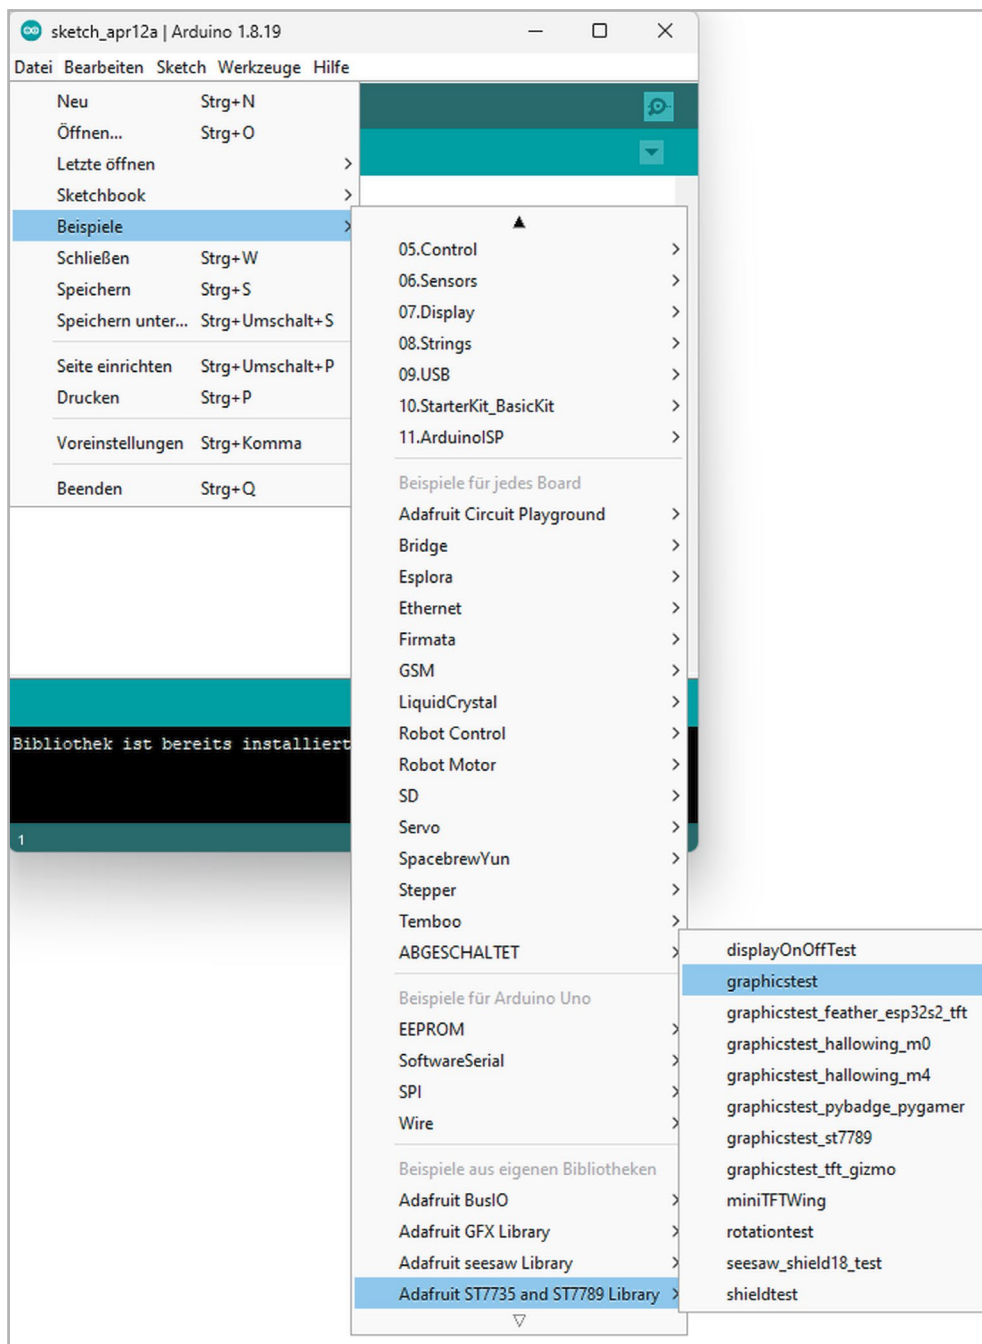 sketch_apr12a | Arduino 1.8.19
Datei Bearbeiten Sketch Werkzeuge Hilfe
Neu Strg+N
Öffnen... Strg+O
Letzte öffnen
Sketchbook
Beispiele
Schließen Strg+W
Speichern Strg+S
Speichern unter... Strg+Umschalt+S
Seite einrichten Strg+Umschalt+P
Drucken Strg+P
Voreinstellungen Strg+Komma
Beenden Strg+Q
Bibliothek ist bereits installiert
1
05.Control
06.Sensors
07.Display
08.Strings
09.USB
10.StarterKit_BasicKit
11.ArduinoISP
Beispiele für jedes Board
Adafruit Circuit Playground
Bridge
Esplora
Ethernet
Firmata
GSM
LiquidCrystal
Robot Control
Robot Motor
SD
Servo
SpacebrewYun
Stepper
Temboo
ABGESCHALTET
Beispiele für Arduino Uno
EEPROM
SoftwareSerial
SPI
Wire
Beispiele aus eigenen Bibliotheken
Adafruit BusIO
Adafruit GFX Library
Adafruit seesaw Library
Adafruit ST7735 and ST7789 Library
displayOnOffTest
graphicstest
graphicstest_feather_esp32s2_tft
graphicstest_hallowing_m0
graphicstest_hallowing_m4
graphicstest_pybadge_pygamer
graphicstest_st7789
graphicstest_tft_gizmo
miniTFTWing
rotationtest
seesaw_shield18_test
shieldtest